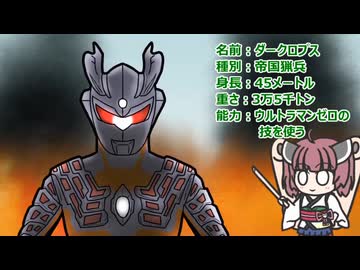 名前：ダークロプス
種別：帝国猟兵
身長：45メートル
重さ：3万5千トン
能力：ウルトラマンゼロの
技を使う